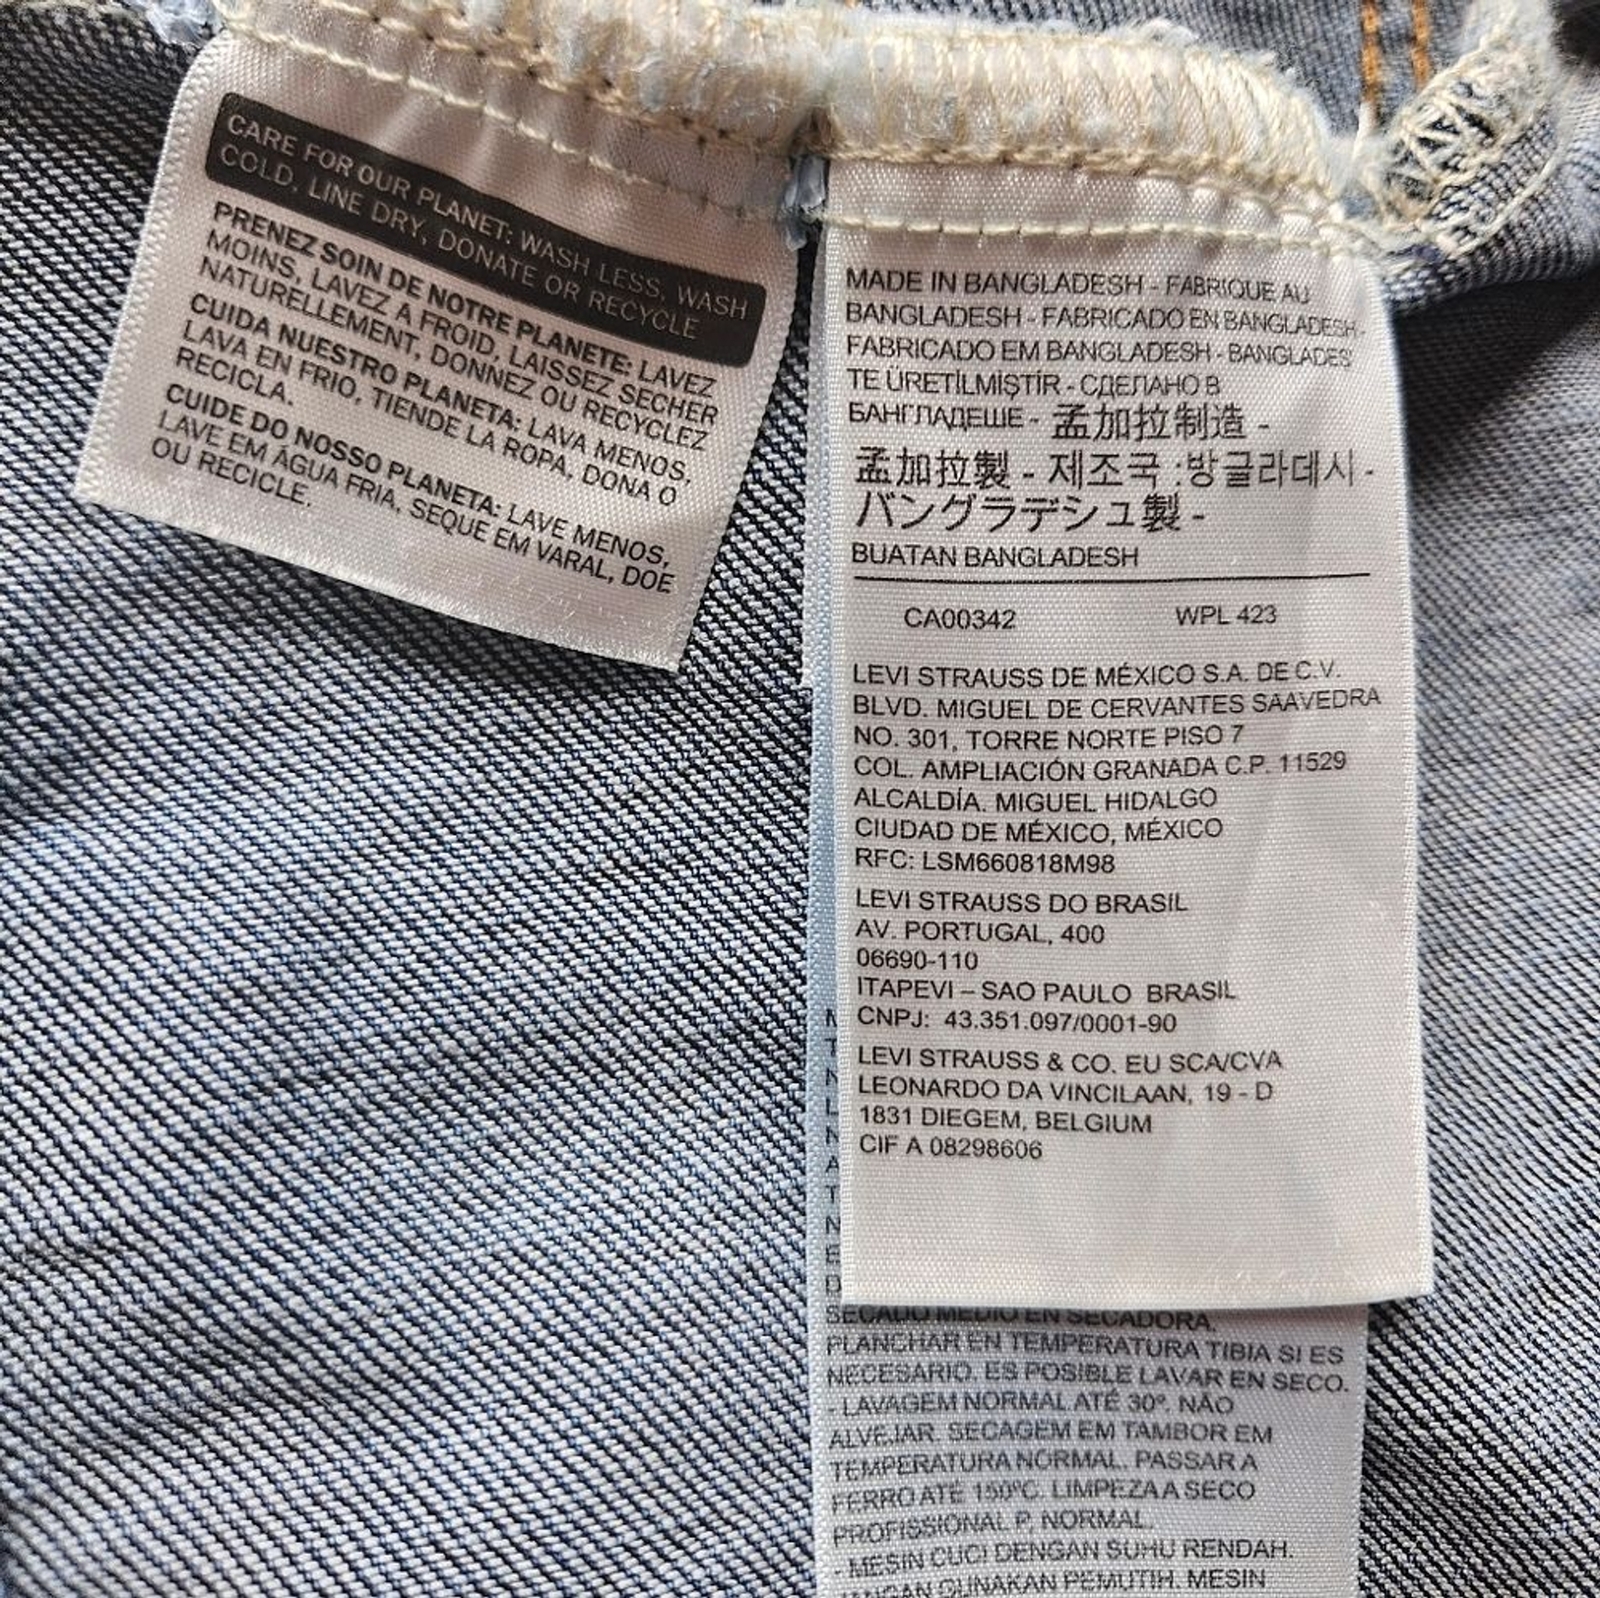 CARE FOR OUR PLANET: WASH LESS, WASH
COLD, LINE DRY, DONATE OR RECYCLE
PRENEZ SOIN DE NOTRE PLANETE: LAVEZ
MOINS, LAVEZ À FROID, LAISSEZ SECHER
NATURELLEMENT, DONNEZ OU RECYCLEZ
CUIDA NUESTRO PLANETA: LAVA MENOS,
LAVA EN FRIO, TIENDE LA ROPA, DONA O
RECICLA.
CUIDE DO NOSSO PLANETA: LAVE MENOS,
LAVE EM ÁGUA FRIA, SEQUE EM VARAL, DOE
OU RECICLE.
MADE IN BANGLADESH - FABRIQUE AU
BANGLADESH - FABRICADO EN BANGLADESH -
FABRICADO EM BANGLADESH - BANGLADES'
TE ÜRETİLMİŞTİR - СДЕЛАНО В
БАНГЛАДЕШЕ - 孟加拉制造 -
孟加拉製 - 제조국 :방글라데시 -
バングラデシュ製 -
BUATAN BANGLADESH
CA00342 WPL 423
LEVI STRAUSS DE MÉXICO S.A. DE C.V.
BLVD. MIGUEL DE CERVANTES SAAVEDRA
NO. 301, TORRE NORTE PISO 7
COL. AMPLIACIÓN GRANADA C.P. 11529
ALCALDÍA. MIGUEL HIDALGO
CIUDAD DE MÉXICO, MÉXICO
RFC: LSM660818M98
LEVI STRAUSS DO BRASIL
AV. PORTUGAL, 400
06690-110
ITAPEVI – SAO PAULO BRASIL
CNPJ: 43.351.097/0001-90
LEVI STRAUSS & CO. EU SCA/CVA
LEONARDO DA VINCILAAN, 19 - D
1831 DIEGEM, BELGIUM
CIF A 08298606
SECADO MEDIO EN SECADORA.
PLANCHAR EN TEMPERATURA TIBIA SI ES
NECESARIO. ES POSIBLE LAVAR EN SECO.
- LAVAGEM NORMAL ATÉ 30º. NÃO
ALVEJAR. SECAGEM EM TAMBOR EM
TEMPERATURA NORMAL. PASSAR A
FERRO ATÉ 150ºC. LIMPEZA A SECO
PROFISSIONAL P, NORMAL.
- MESIN CUCI DENGAN SUHU RENDAH.
JANGAN GUNAKAN PEMUTIH. MESIN